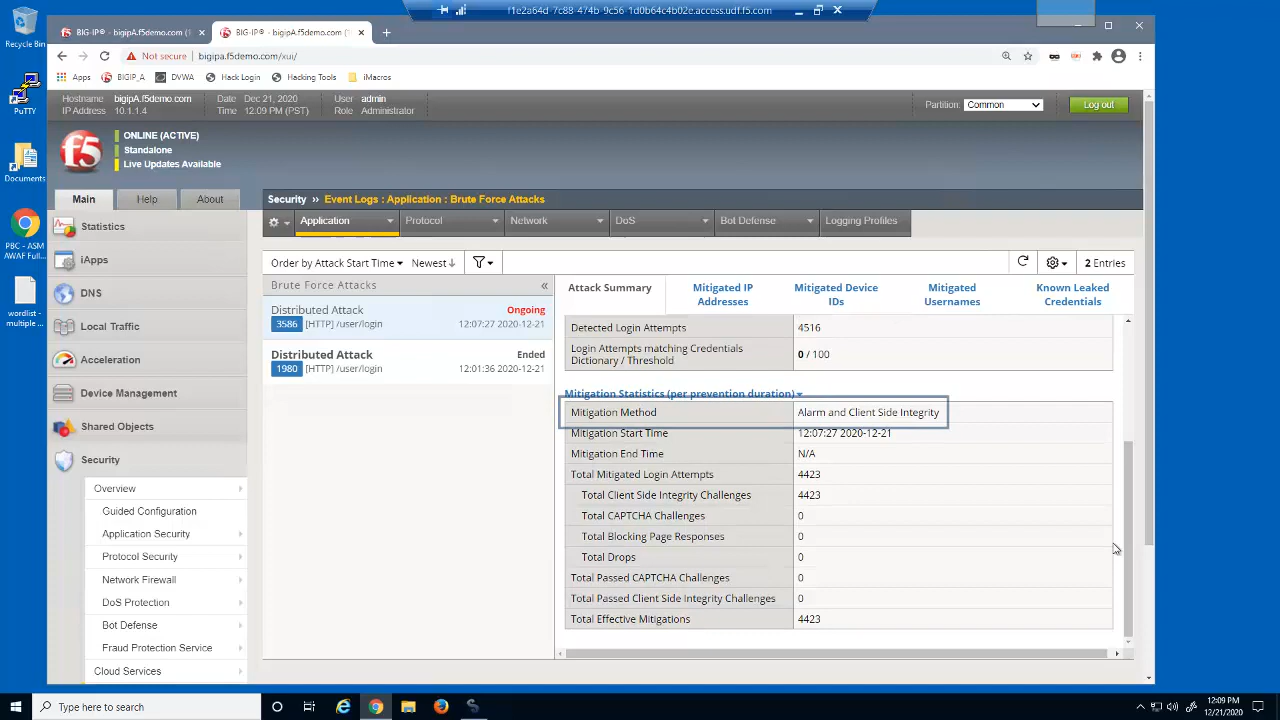 f1e2a64d-7c88-474b-9c56-1d0b64c4b02e.access.udf.f5.com
Recycle Bin
PuTTY
Documents
PBC - ASM
AWAF Full...
wordlist -
multiple ...
BIG-IP® - bigipA.f5demo.com (1
BIG-IP® - bigipA.f5demo.com (1
Not secure
bigipa.f5demo.com/xui/
Apps
BIGIP_A
DVWA
Hack Login
Hacking Tools
iMacros
Hostname bigipA.f5demo.com
IP Address 10.1.1.4
Date Dec 21, 2020
Time 12:09 PM (PST)
User admin
Role Administrator
Partition: Common
Log out
f5
ONLINE (ACTIVE)
Standalone
Live Updates Available
Main
Help
About
Security » Event Logs : Application : Brute Force Attacks
Application
Protocol
Network
DoS
Bot Defense
Logging Profiles
Statistics
iApps
DNS
Local Traffic
Acceleration
Device Management
Shared Objects
Security
Overview
Guided Configuration
Application Security
Protocol Security
Network Firewall
DoS Protection
Bot Defense
Fraud Protection Service
Cloud Services
Order by Attack Start Time
Newest
2 Entries
Brute Force Attacks
Distributed Attack Ongoing
3586 [HTTP] /user/login 12:07:27 2020-12-21
Distributed Attack Ended
1980 [HTTP] /user/login 12:01:36 2020-12-21
Attack Summary
Mitigated IP
Addresses
Mitigated Device
IDs
Mitigated
Usernames
Known Leaked
Credentials
Detected Login Attempts 4516
Login Attempts matching Credentials
Dictionary / Threshold 0 / 100
Mitigation Statistics (per prevention duration)
Mitigation Method Alarm and Client Side Integrity
Mitigation Start Time 12:07:27 2020-12-21
Mitigation End Time N/A
Total Mitigated Login Attempts 4423
Total Client Side Integrity Challenges 4423
Total CAPTCHA Challenges 0
Total Blocking Page Responses 0
Total Drops 0
Total Passed CAPTCHA Challenges 0
Total Passed Client Side Integrity Challenges 0
Total Effective Mitigations 4423
Type here to search
12:09 PM
12/21/2020